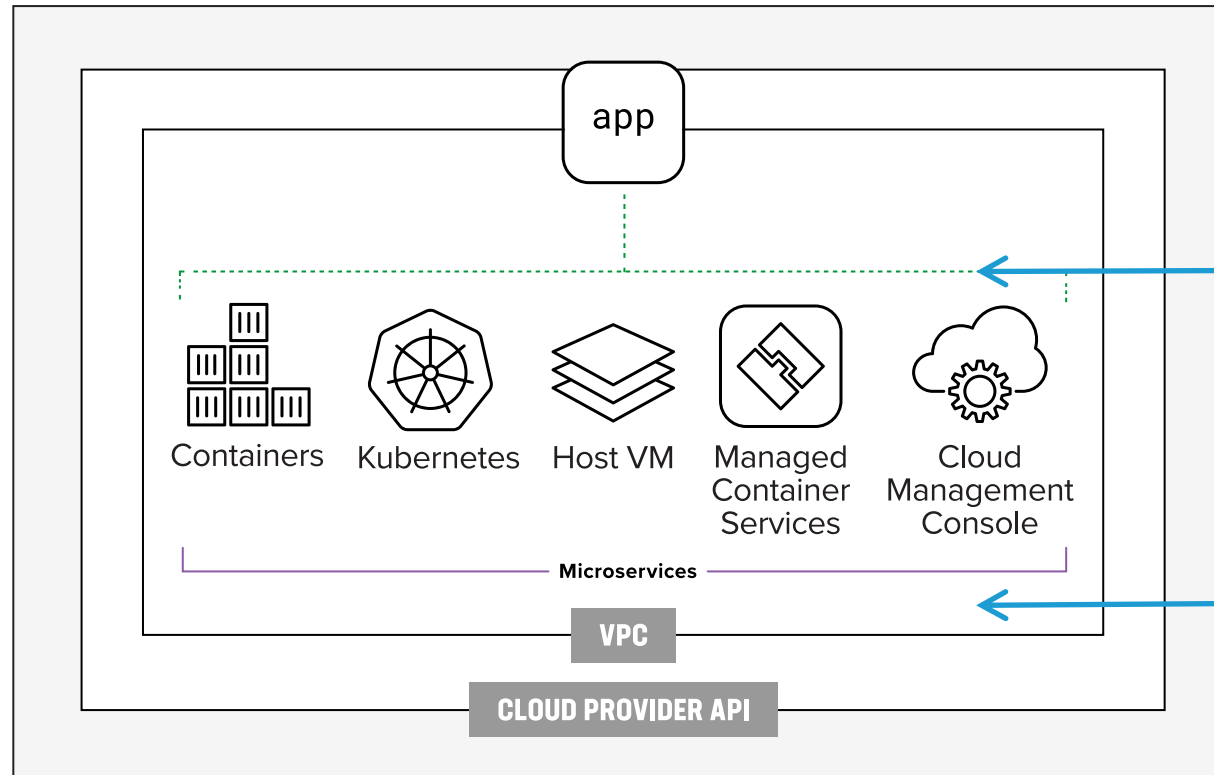 app
Containers
Kubernetes
Host VM
Managed
Container
Services
Cloud
Management
Console
Microservices
VPC
CLOUD PROVIDER API